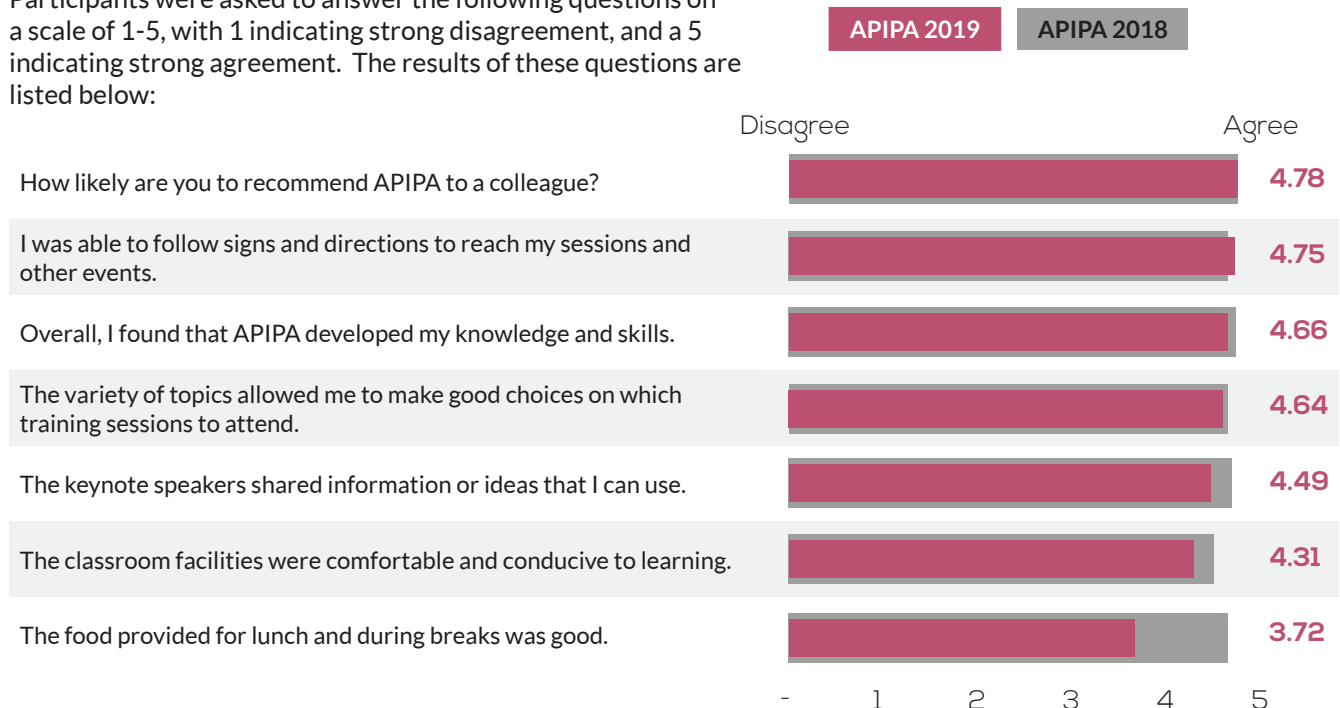 Participants were asked to answer the following questions on
a scale of 1-5, with 1 indicating strong disagreement, and a 5
indicating strong agreement. The results of these questions are
listed below:
APIPA 2019
APIPA 2018
Disagree
Agree
How likely are you to recommend APIPA to a colleague?
4.78
I was able to follow signs and directions to reach my sessions and
other events.
4.75
Overall, I found that APIPA developed my knowledge and skills.
4.66
The variety of topics allowed me to make good choices on which
training sessions to attend.
4.64
The keynote speakers shared information or ideas that I can use.
4.49
The classroom facilities were comfortable and conducive to learning.
4.31
The food provided for lunch and during breaks was good.
3.72
- 1 2 3 4 5